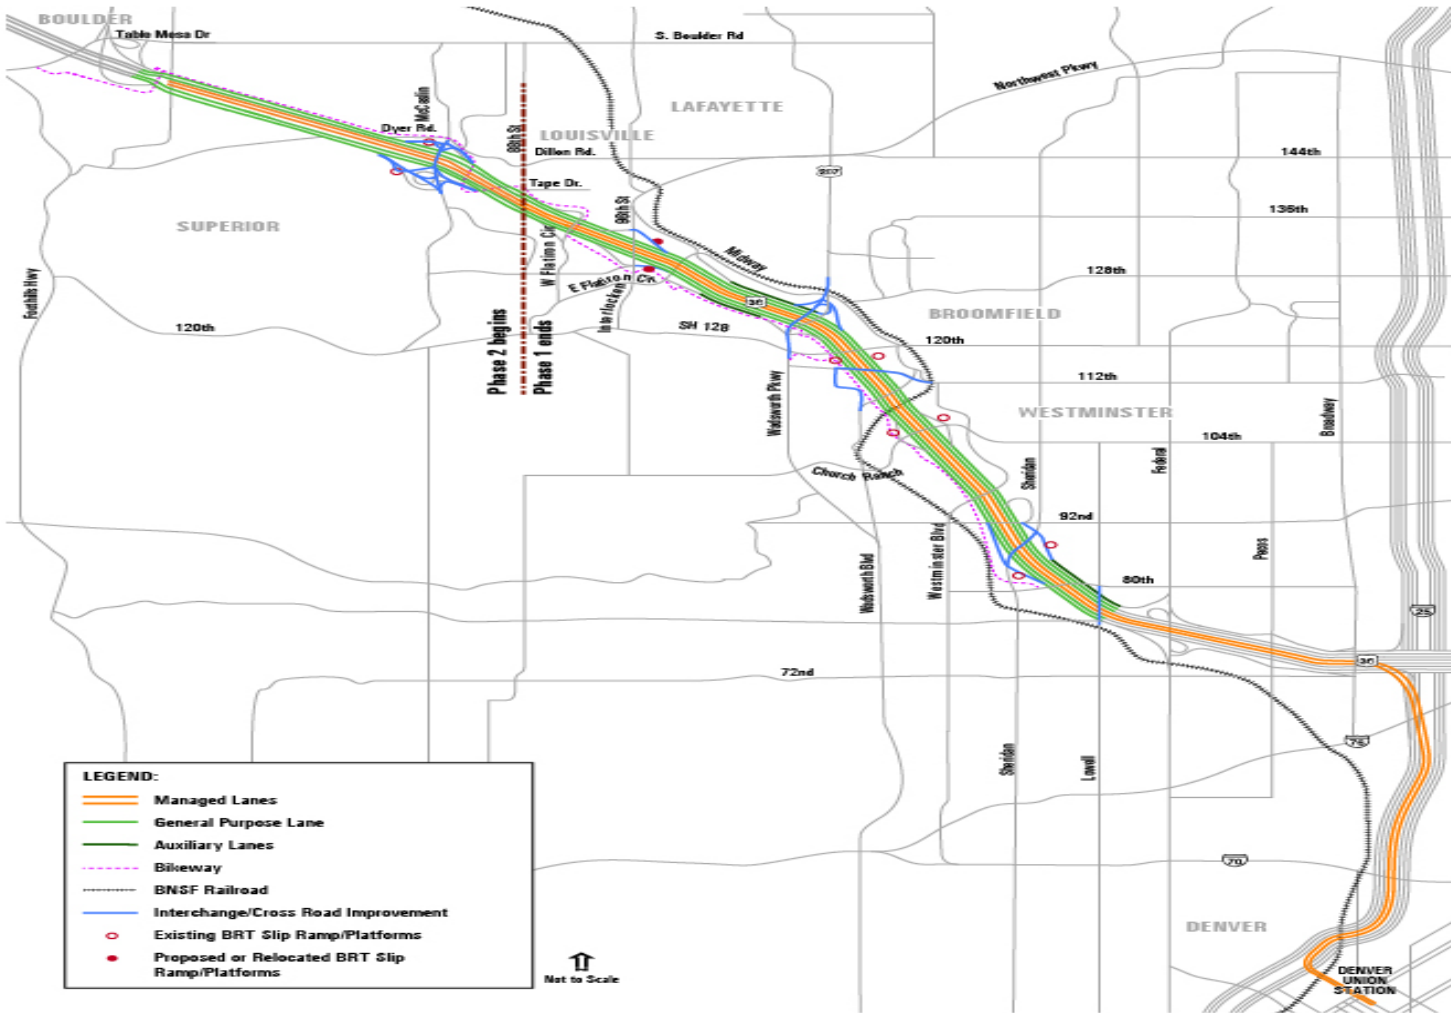 BOULDER
Table Mesa Dr
S. Boulder Rd
Northwest Pkwy
LAFAYETTE
McCaslin
Dyer Rd.
88th St
LOUISVILLE
Dillon Rd.
144th
Tape Dr.
96th St
136th
SUPERIOR
W Flatiron Cir
Midway
128th
Foothills Hwy
E Flatiron Cir.
Interlocken
36
BROOMFIELD
120th
SH 128
120th
Phase 2 begins
Phase 1 ends
112th
Wadsworth Pkwy
WESTMINSTER
Broadway
104th
Church Ranch
Sheridan
Federal
92nd
Westminster Blvd
Pecos
Wadsworth Blvd
80th
25
36
72nd
76
Sheridan
Lowell
LEGEND:
Managed Lanes
General Purpose Lane
Auxiliary Lanes
Bikeway
BNSF Railroad
Interchange/Cross Road Improvement
Existing BRT Slip Ramp/Platforms
Proposed or Relocated BRT Slip
Ramp/Platforms
Not to Scale
70
DENVER
DENVER
UNION
STATION